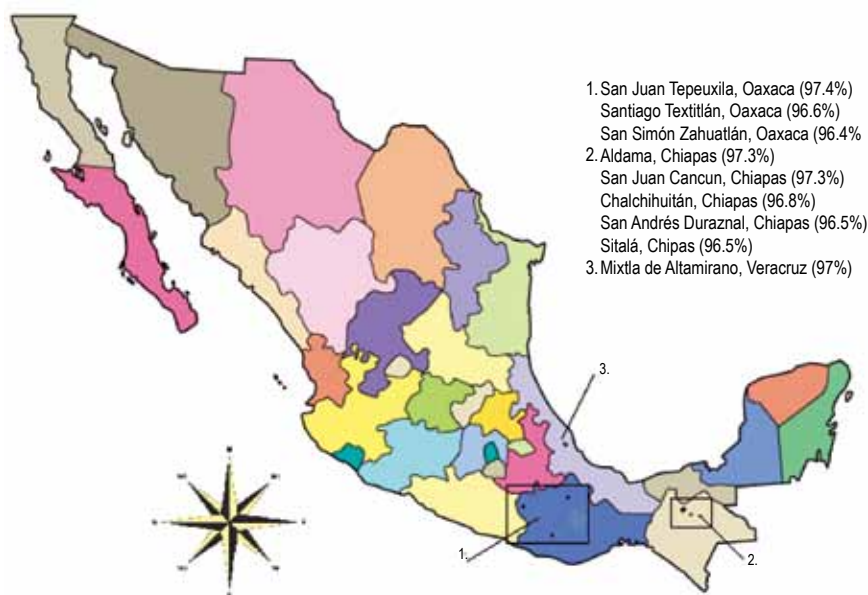 1. San Juan Tepeuxila, Oaxaca (97.4%)
Santiago Textitlán, Oaxaca (96.6%)
San Simón Zahuatlán, Oaxaca (96.4%
2. Aldama, Chiapas (97.3%)
San Juan Cancun, Chiapas (97.3%)
Chalchihuitán, Chiapas (96.8%)
San Andrés Duraznal, Chiapas (96.5%)
Sitalá, Chipas (96.5%)
3. Mixtla de Altamirano, Veracruz (97%)
3.
1.
2.